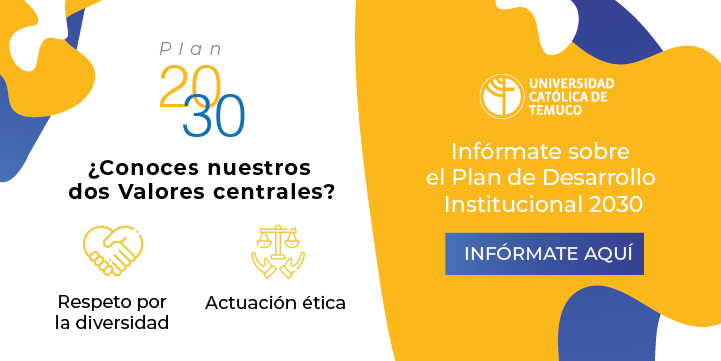 Plan
20
30
¿Conoces nuestros
dos Valores centrales?
Respeto por
la diversidad
Actuación ética
UNIVERSIDAD
CATÓLICA DE
TEMUCO
Infórmate sobre
el Plan de Desarrollo
Institucional 2030
INFÓRMATE AQUÍ